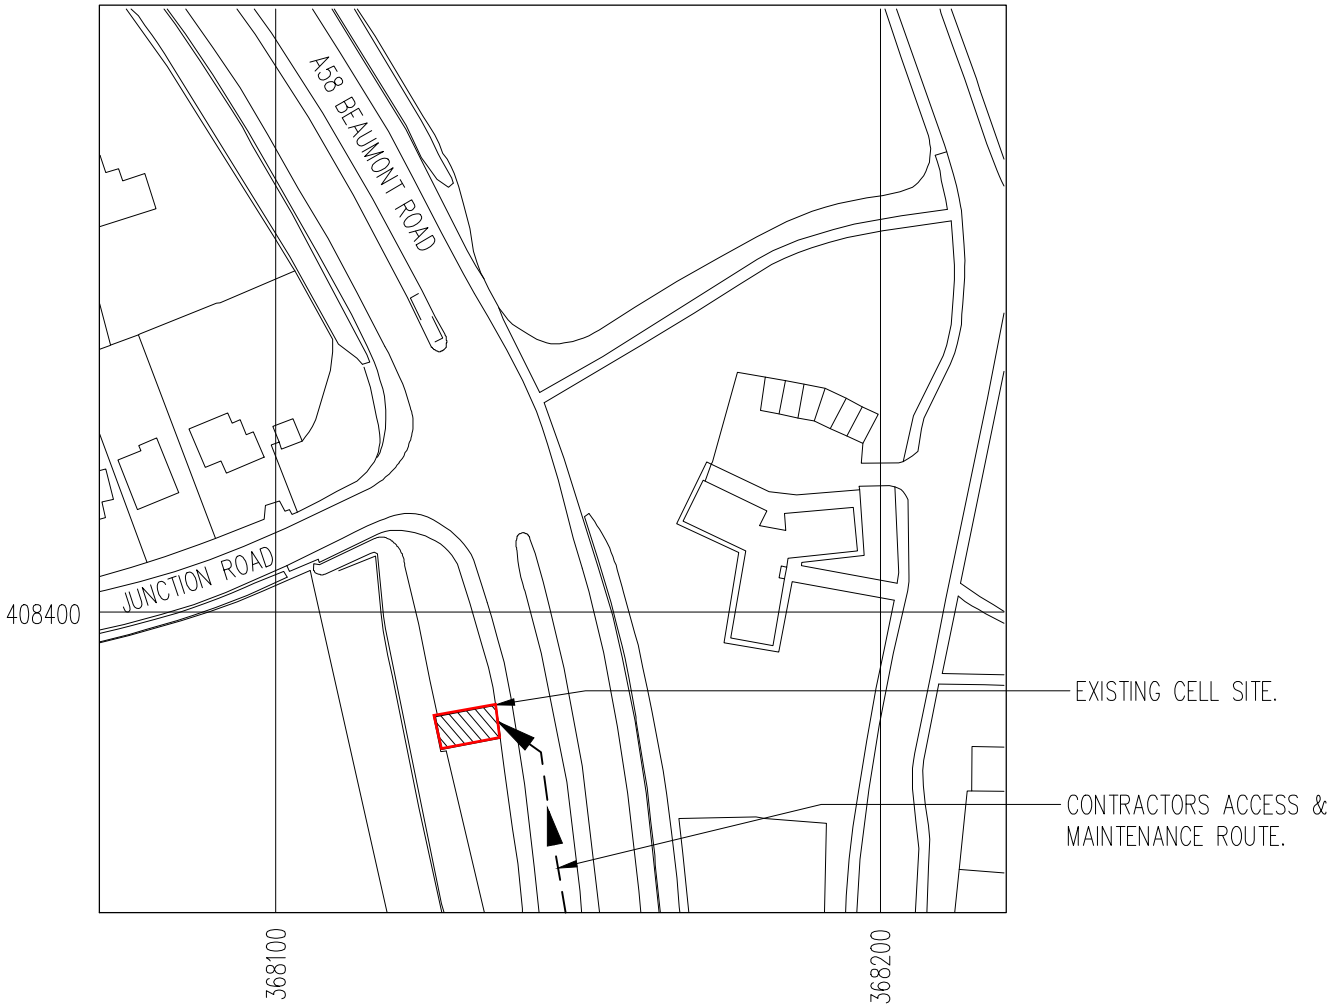 A58 BEAUMONT ROAD
JUNCTION ROAD
408400
EXISTING CELL SITE.
CONTRACTORS ACCESS &
MAINTENANCE ROUTE.
368100
368200